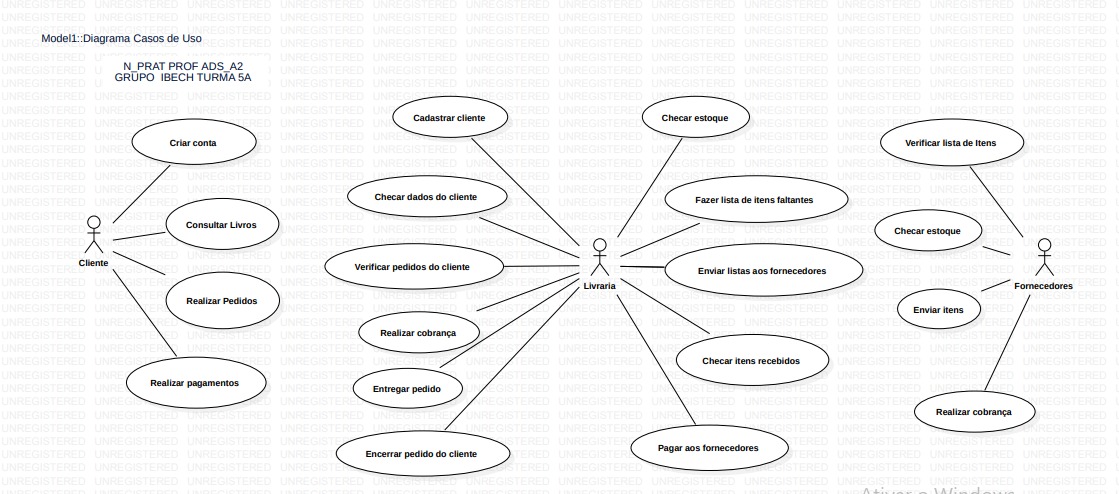 Model1::Diagrama Casos de Uso
N_PRAT PROF ADS_A2
GRUPO IBECH TURMA 5A
Cadastrar cliente
Checar estoque
Criar conta
Verificar lista de Itens
Checar dados do cliente
Fazer lista de itens faltantes
Consultar Livros
Checar estoque
Cliente
Verificar pedidos do cliente
Enviar listas aos fornecedores
Livraria
Fornecedores
Realizar Pedidos
Enviar itens
Realizar cobrança
Checar itens recebidos
Realizar pagamentos
Entregar pedido
Realizar cobrança
Encerrar pedido do cliente
Pagar aos fornecedores
UNREGISTERED